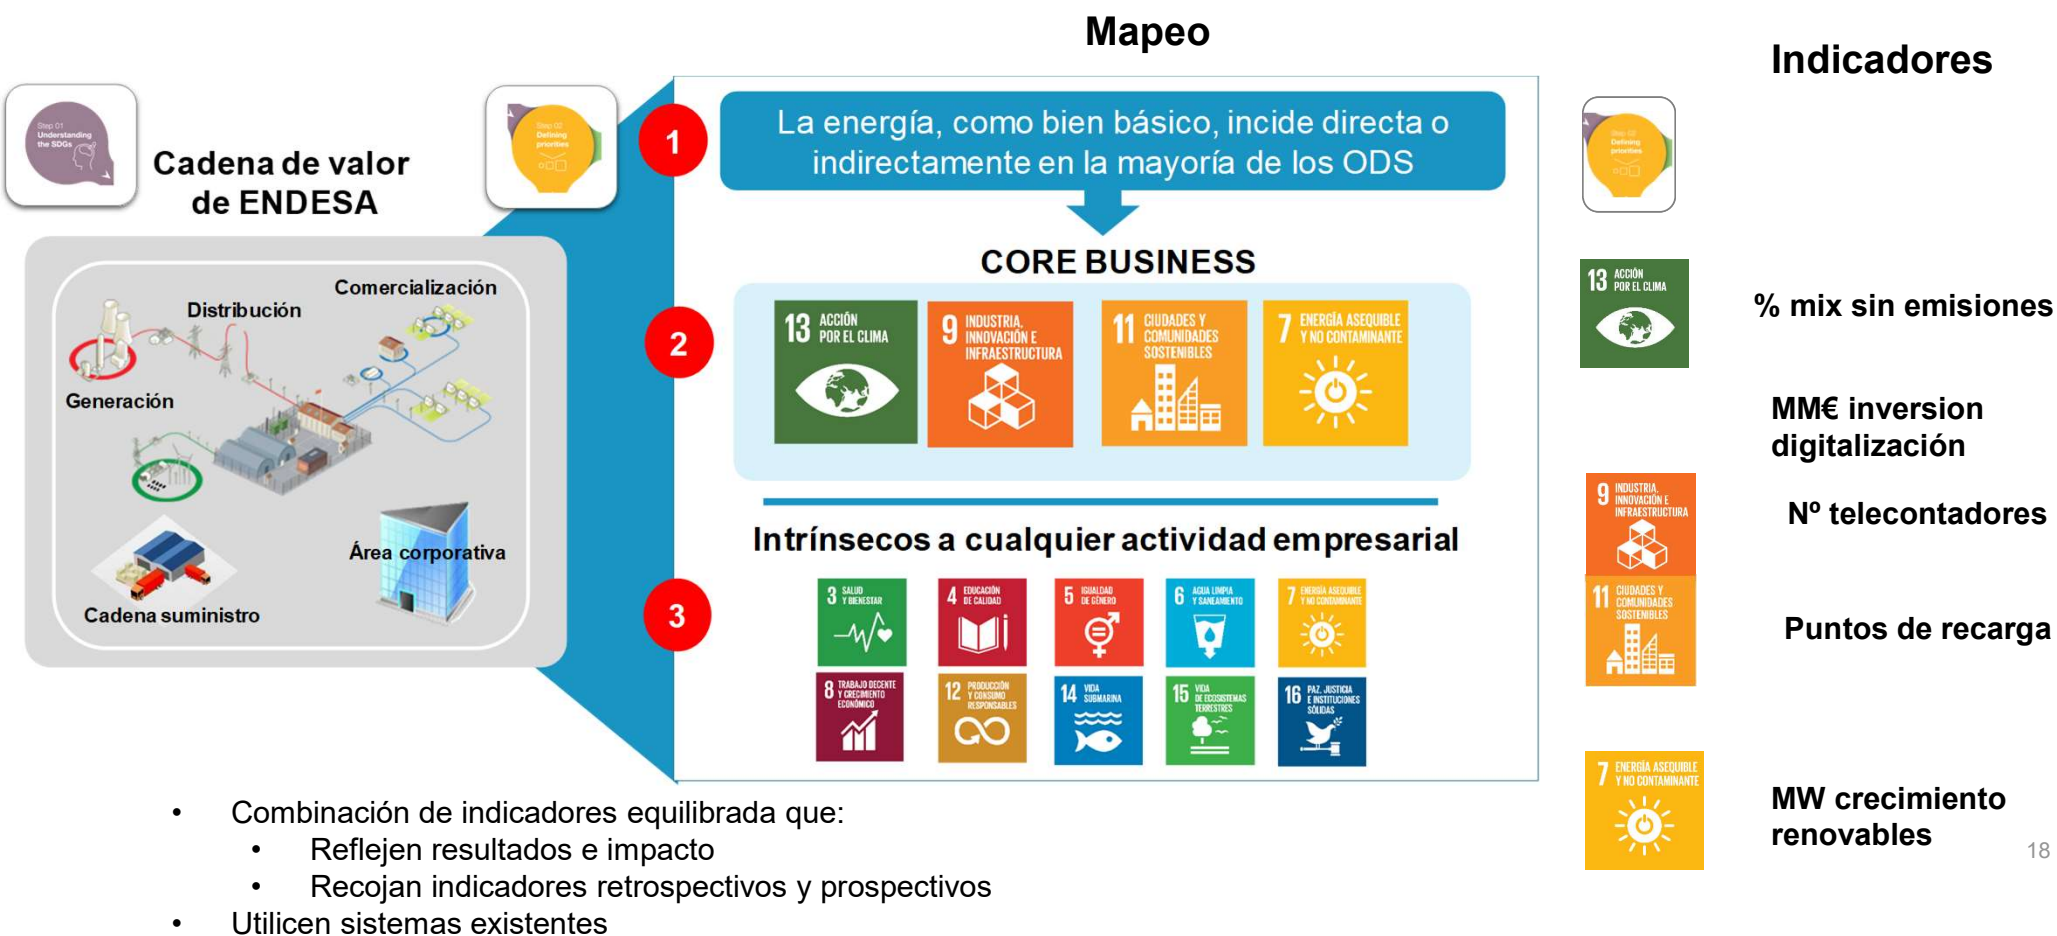 Mapeo
Indicadores
Step 01
Understanding
the SDGs
Cadena de valor
de ENDESA
Step 02
Defining
priorities
1
La energía, como bien básico, incide directa o
indirectamente en la mayoría de los ODS
Step 02
Defining
priorities
CORE BUSINESS
Comercialización
Distribución
Generación
Cadena suministro
Área corporativa
2
13 ACCIÓN
POR EL CLIMA
9 INDUSTRIA,
INNOVACIÓN E
INFRAESTRUCTURA
11 CIUDADES Y
COMUNIDADES
SOSTENIBLES
7 ENERGÍA ASEQUIBLE
Y NO CONTAMINANTE
Intrínsecos a cualquier actividad empresarial
3
3 SALUD
Y BIENESTAR
4 EDUCACIÓN
DE CALIDAD
5 IGUALDAD
DE GÉNERO
6 AGUA LIMPIA
Y SANEAMIENTO
7 ENERGÍA ASEQUIBLE
Y NO CONTAMINANTE
8 TRABAJO DECENTE
Y CRECIMIENTO
ECONÓMICO
12 PRODUCCIÓN
Y CONSUMO
RESPONSABLES
14 VIDA
SUBMARINA
15 VIDA
DE ECOSISTEMAS
TERRESTRES
16 PAZ, JUSTICIA
E INSTITUCIONES
SÓLIDAS
13 ACCIÓN
POR EL CLIMA
% mix sin emisiones
MM€ inversion
digitalización
9 INDUSTRIA,
INNOVACIÓN E
INFRAESTRUCTURA
Nº telecontadores
11 CIUDADES Y
COMUNIDADES
SOSTENIBLES
Puntos de recarga
7 ENERGÍA ASEQUIBLE
Y NO CONTAMINANTE
MW crecimiento
renovables
• Combinación de indicadores equilibrada que:
• Reflejen resultados e impacto
• Recojan indicadores retrospectivos y prospectivos
• Utilicen sistemas existentes
18